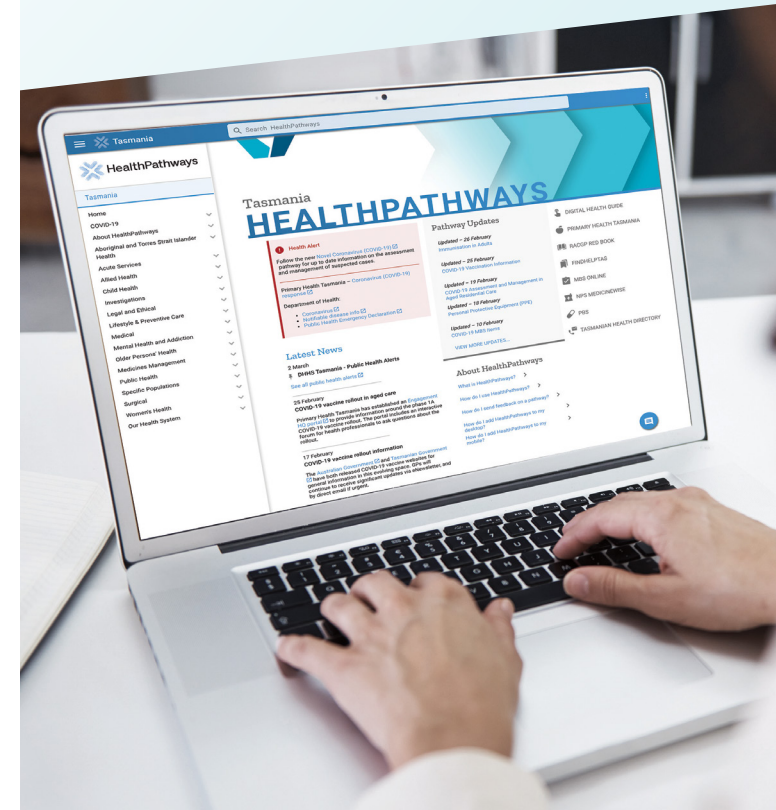 Tasmania
Search HealthPathways
HealthPathways
Tasmania
Home
COVID-19
About HealthPathways
Aboriginal and Torres Strait Islander
Health
Acute Services
Allied Health
Child Health
Investigations
Legal and Ethical
Lifestyle & Preventive Care
Medical
Mental Health and Addiction
Older Persons' Health
Medicines Management
Public Health
Specific Populations
Surgical
Women's Health
Our Health System
Tasmania
HEALTHPATHWAYS
Health Alert
Follow the new Novel Coronavirus (COVID-19)
pathway for up to date information on the assessment
and management of suspected cases.
Primary Health Tasmania – Coronavirus (COVID-19)
response
Department of Health:
• Coronavirus
• Notifiable disease info
• Public Health Emergency Declaration
Latest News
2 March
DHHS Tasmania - Public Health Alerts
See all public health alerts
25 February
COVID-19 vaccine rollout in aged care
Primary Health Tasmania has established an Engagement
HQ portal to provide information around the phase 1A
COVID-19 vaccine rollout. The portal includes an interactive
forum for health professionals to ask questions about the
rollout.
17 February
COVID-19 vaccine rollout information
The Australian Government and Tasmanian Government
have both released COVID-19 vaccine websites for
general information in this evolving space. GPs will
continue to receive significant updates via eNewsletter, and
by direct email if urgent.
Pathway Updates
Updated – 26 February
Immunisation in Adults
Updated – 25 February
COVID-19 Vaccination Information
Updated – 19 February
COVID-19 Assessment and Management in
Aged Residential Care
Updated – 18 February
Personal Protective Equipment (PPE)
Updated – 10 February
COVID-19 MBS Items
VIEW MORE UPDATES...
About HealthPathways
What is HealthPathways?
How do I use HealthPathways?
How do I send feedback on a pathway?
How do I add HealthPathways to my
desktop?
How do I add HealthPathways to my
mobile?
DIGITAL HEALTH GUIDE
PRIMARY HEALTH TASMANIA
RACGP RED BOOK
FINDHELPTAS
MBS ONLINE
NPS MEDICINEWISE
PBS
TASMANIAN HEALTH DIRECTORY